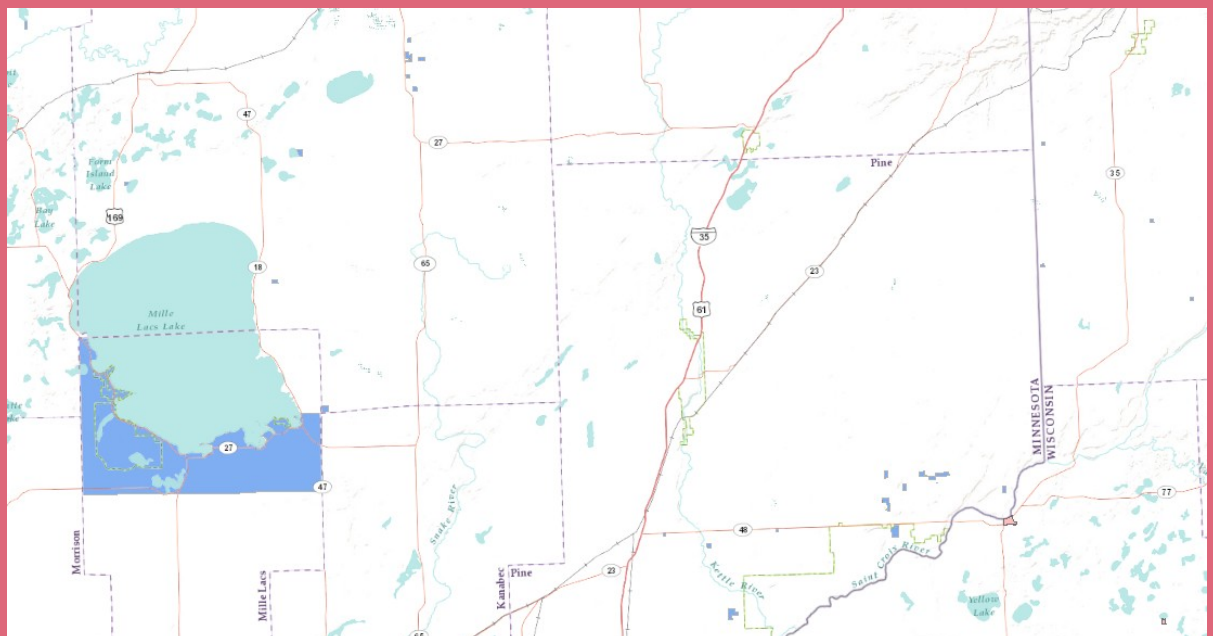 47
27
Pine
Farm
Island
Lake
35
Bay
Lake
169
35
18
65
23
Mille
Lacs Lake
61
MINNESOTA
WISCONSIN
27
47
77
Snake River
48
Morrison
Saint Croix River
Kettle River
23
Pine
Kanabec
Mille Lacs
Yellow
Lake
65